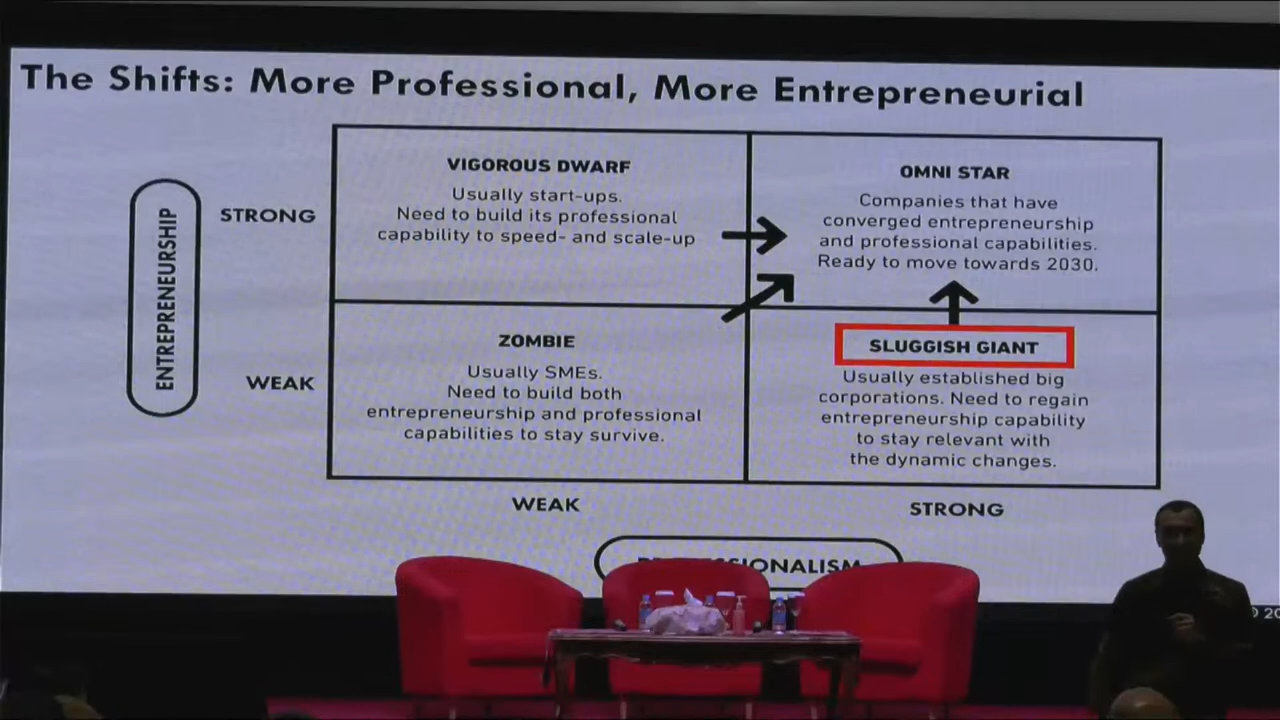 The Shifts: More Professional, More Entrepreneurial
ENTREPRENEURSHIP
STRONG
WEAK
VIGOROUS DWARF
Usually start-ups.
Need to build its professional
capability to speed- and scale-up
OMNI STAR
Companies that have
converged entrepreneurship
and professional capabilities.
Ready to move towards 2030.
ZOMBIE
Usually SMEs.
Need to build both
entrepreneurship and professional
capabilities to stay survive.
SLUGGISH GIANT
Usually established big
corporations. Need to regain
entrepreneurship capability
to stay relevant with
the dynamic changes.
WEAK
STRONG